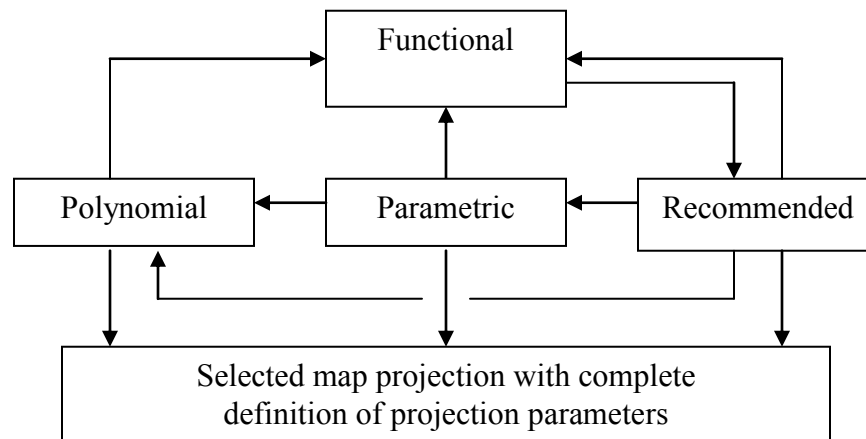 Functional
Polynomial
Parametric
Recommended
Selected map projection with complete
definition of projection parameters